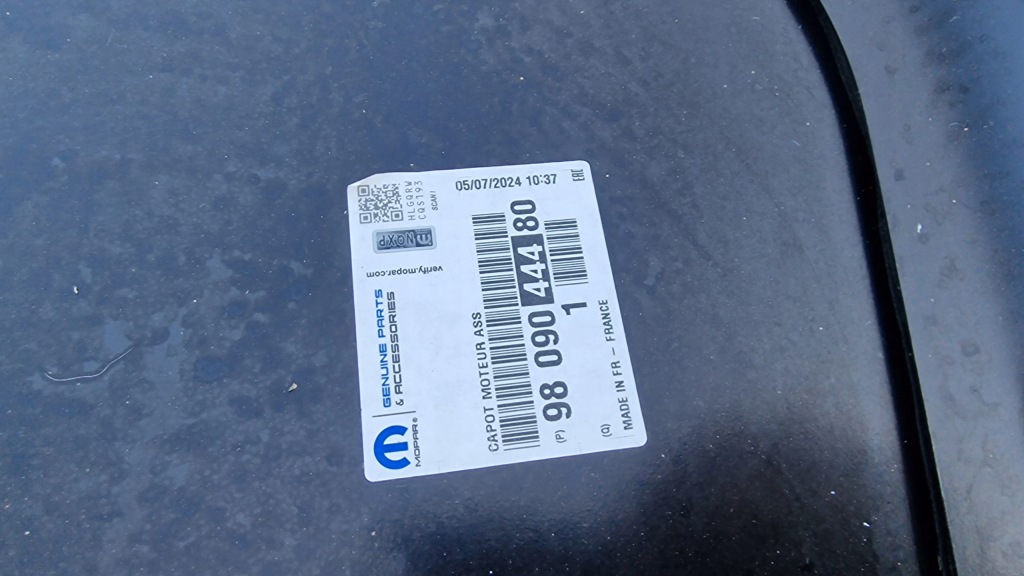 MOPAR®
GENUINE PARTS
& ACCESSORIES
verify.mopar.com
HLGQRW
CQS193
SCAN!
05/07/2024 10:37
EAC
CAPOT MOTEUR ASS
(P) 98 090 444 80
(Q) 1
MADE IN FR - FRANCE